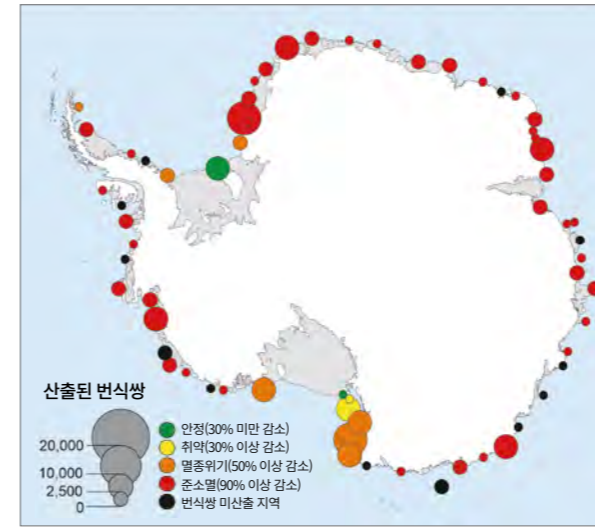 산출된 번식쌍
20,000
10,000
2,500
0
안정(30% 미만 감소)
취약(30% 이상 감소)
멸종위기(50% 이상 감소)
준소멸(90% 이상 감소)
번식쌍 미산출 지역